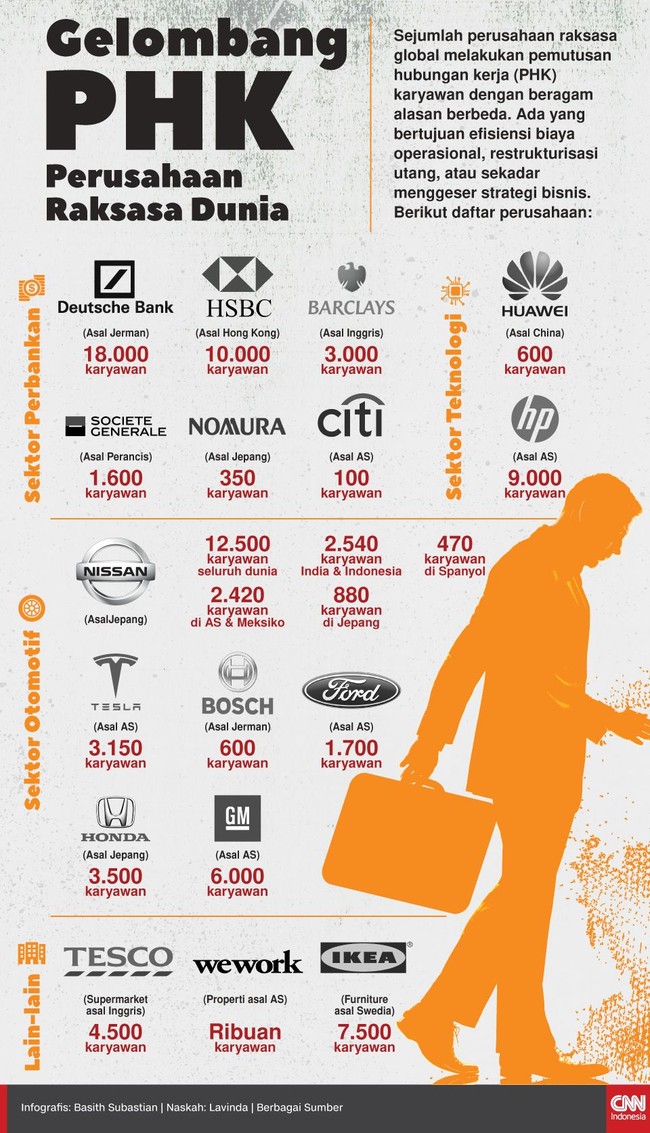 Gelombang
PHK
Perusahaan
Raksasa Dunia
Sejumlah perusahaan raksasa
global melakukan pemutusan
hubungan kerja (PHK)
karyawan dengan beragam
alasan berbeda. Ada yang
bertujuan efisiensi biaya
operasional, restrukturisasi
utang, atau sekadar
menggeser strategi bisnis.
Berikut daftar perusahaan:
Sektor Perbankan
Deutsche Bank
(Asal Jerman)
18.000
karyawan
HSBC
(Asal Hong Kong)
10.000
karyawan
BARCLAYS
(Asal Inggris)
3.000
karyawan
SOCIETE
GENERALE
(Asal Perancis)
1.600
karyawan
NOMURA
(Asal Jepang)
350
karyawan
citi
(Asal AS)
100
karyawan
Sektor Teknologi
HUAWEI
(Asal China)
600
karyawan
hp
(Asal AS)
9.000
karyawan
Sektor Otomotif
NISSAN
(AsalJepang)
12.500
karyawan
seluruh dunia
2.540
karyawan
India & Indonesia
470
karyawan
di Spanyol
2.420
karyawan
di AS & Meksiko
880
karyawan
di Jepang
TESLA
(Asal AS)
3.150
karyawan
BOSCH
(Asal Jerman)
600
karyawan
Ford
(Asal AS)
1.700
karyawan
HONDA
(Asal Jepang)
3.500
karyawan
GM
(Asal AS)
6.000
karyawan
Lain-lain
TESCO
(Supermarket
asal Inggris)
4.500
karyawan
wework
(Properti asal AS)
Ribuan
karyawan
IKEA®
(Furniture
asal Swedia)
7.500
karyawan
Infografis: Basith Subastian | Naskah: Lavinda | Berbagai Sumber
CNN
Indonesia